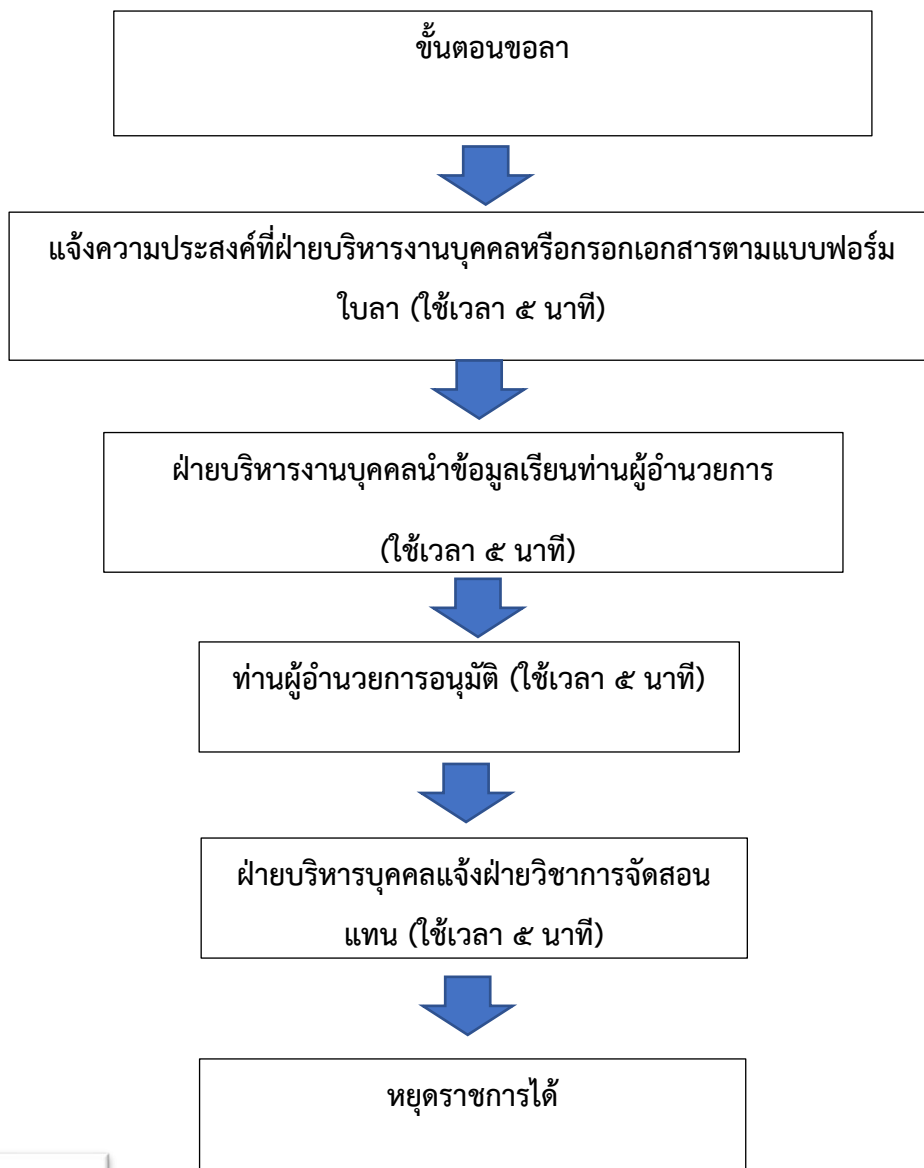 ขั้นตอนขอลา
แจ้งความประสงค์ที่ฝ่ายบริหารงานบุคคลหรือกรอกเอกสารตามแบบฟอร์ม
ใบลา (ใช้เวลา ๕ นาที)
ฝ่ายบริหารงานบุคคลนำข้อมูลเรียนท่านผู้อำนวยการ
(ใช้เวลา ๕ นาที)
ท่านผู้อำนวยการอนุมัติ (ใช้เวลา ๕ นาที)
ฝ่ายบริหารบุคคลแจ้งฝ่ายวิชาการจัดสอน
แทน (ใช้เวลา ๕ นาที)
หยุดราชการได้